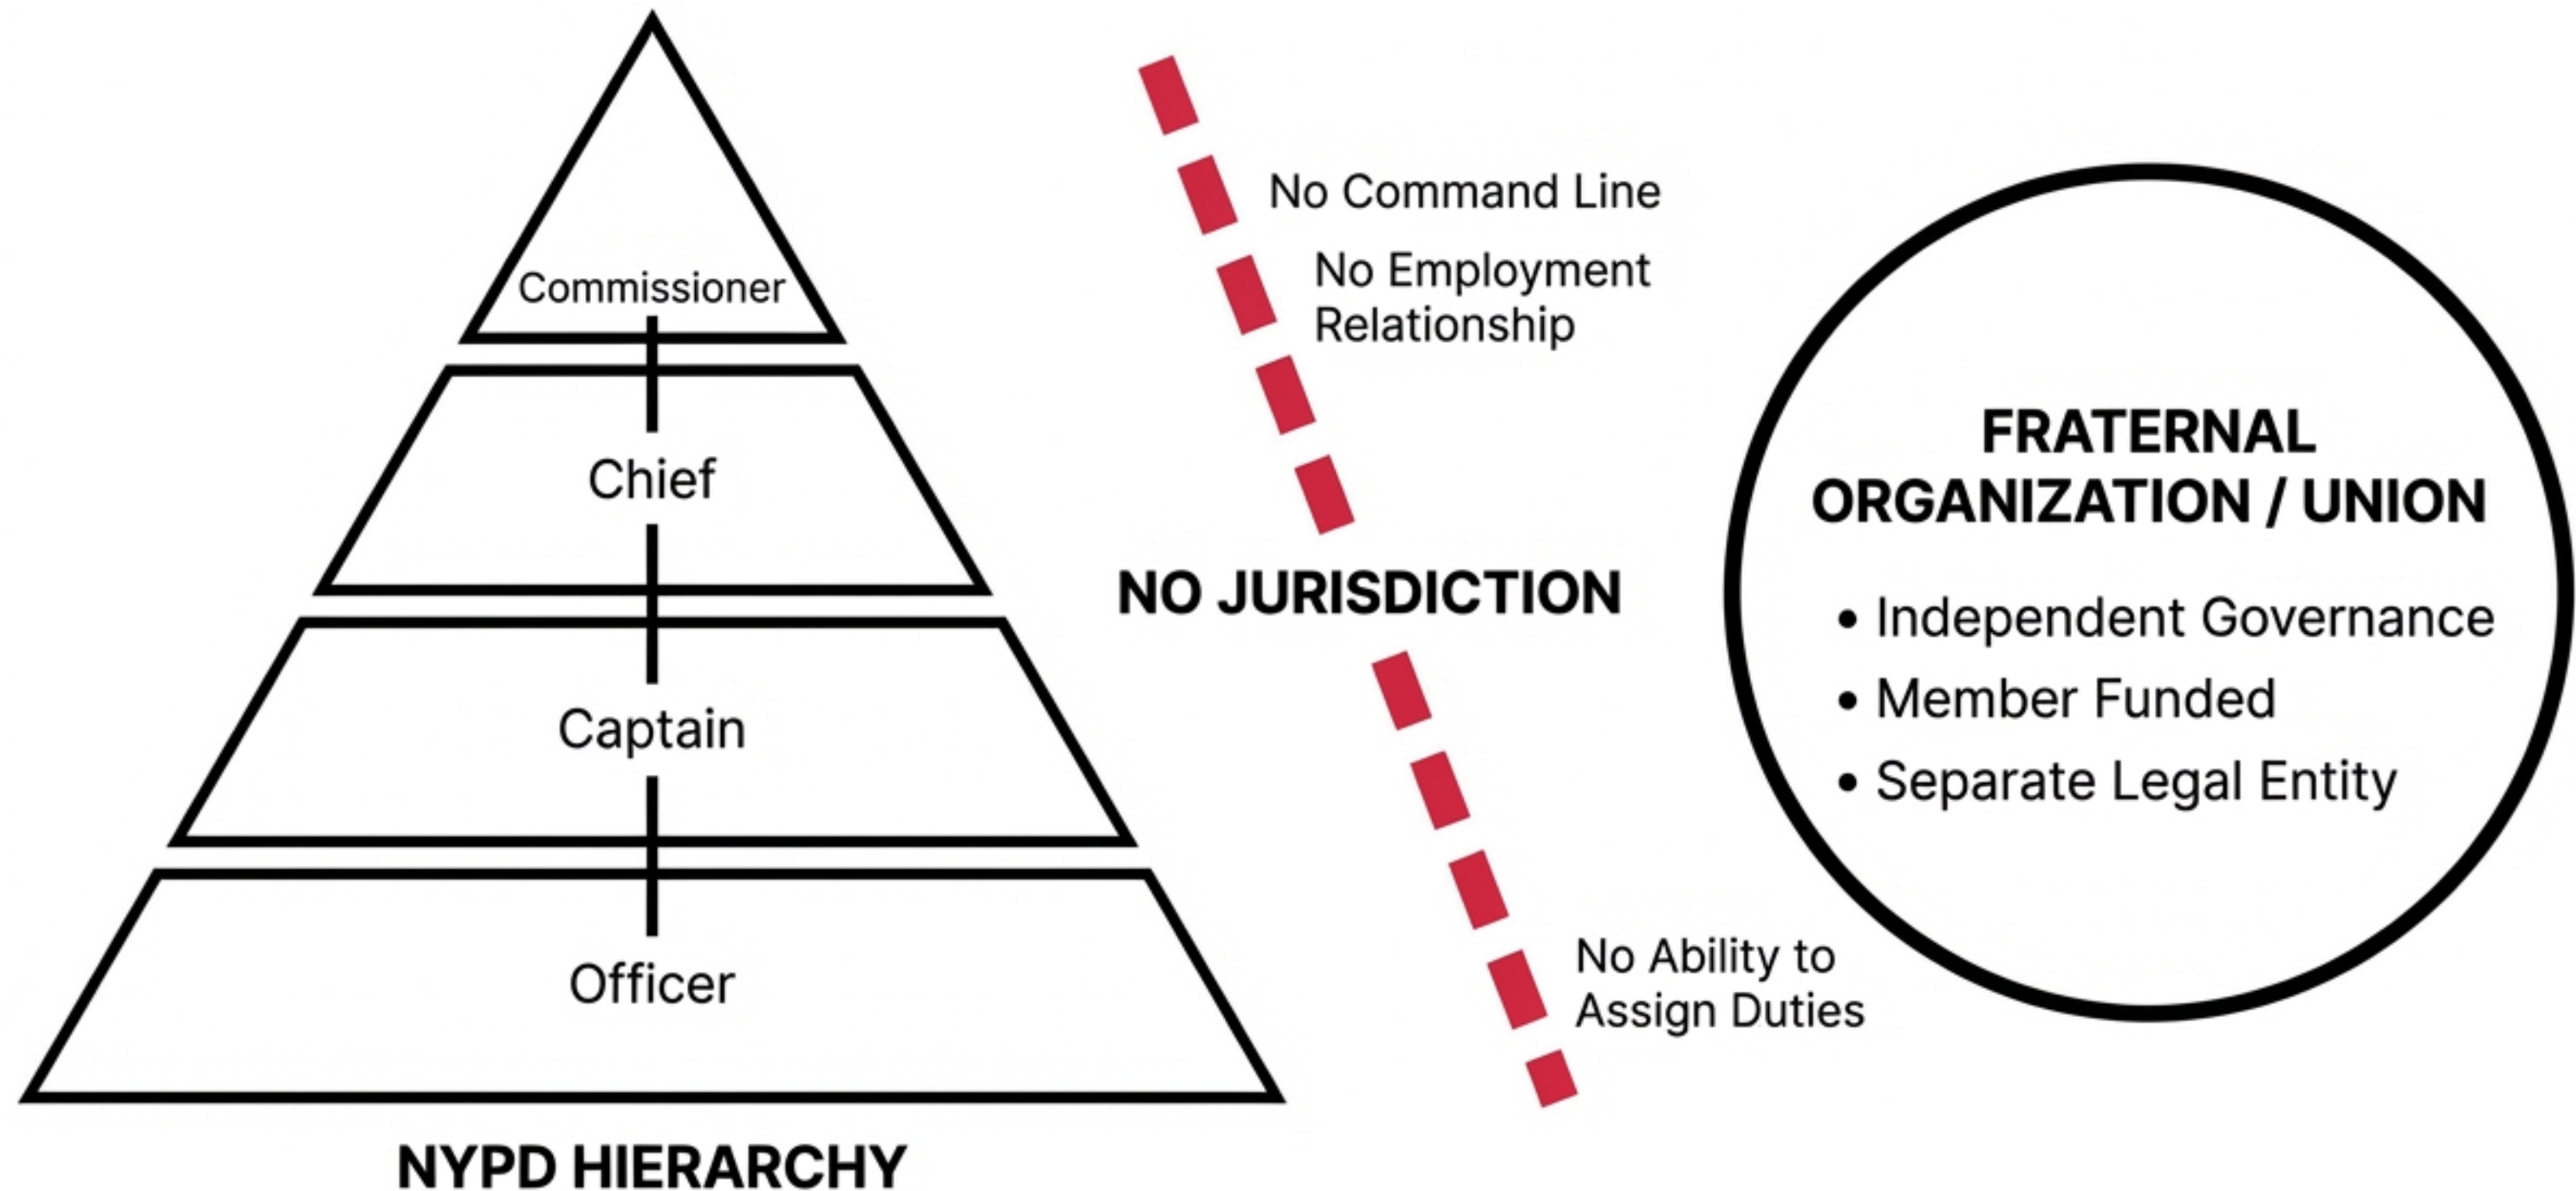 Commissioner
Chief
Captain
Officer
NYPD HIERARCHY
No Command Line
No Employment
Relationship
NO JURISDICTION
No Ability to
Assign Duties
FRATERNAL
ORGANIZATION / UNION
• Independent Governance
• Member Funded
• Separate Legal Entity